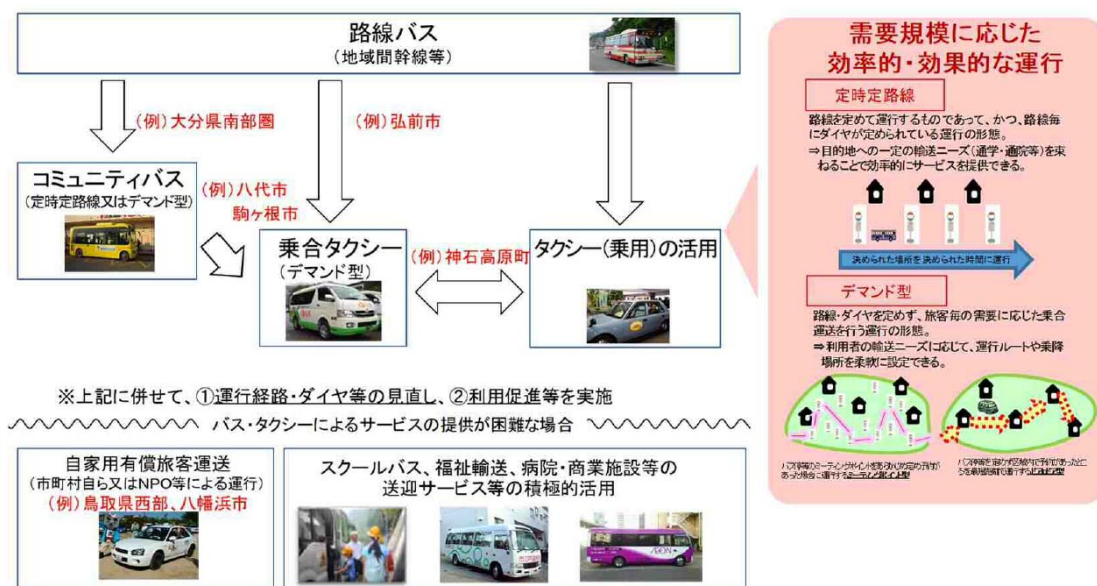 路線バス
(地域間幹線等)
(例)大分県南部圏
(例)弘前市
コミュニティバス
(定時定路線又はデマンド型)
(例)八代市
駒ヶ根市
乗合タクシー
(デマンド型)
(例)神石高原町
タクシー(乗用)の活用
※上記に併せて、①運行経路・ダイヤ等の見直し、②利用促進等を実施
バス・タクシーによるサービスの提供が困難な場合
自家用有償旅客運送
(市町村自ら又はNPO等による運行)
(例)鳥取県西部、八幡浜市
スクールバス、福祉輸送、病院・商業施設等の
送迎サービス等の積極的活用
需要規模に応じた
効率的・効果的な運行
定時定路線
路線を定めて運行するものであって、かつ、路線毎
にダイヤが定められている運行の形態。
⇒目的地への一定の輸送ニーズ(通学・通院等)を束
ねることで効率的にサービスを提供できる。
決められた場所を決められた時間に運行
デマンド型
路線・ダイヤを定めず、旅客毎の需要に応じた乗合
運送を行う運行の形態。
⇒利用者の輸送ニーズに応じて、運行ルートや乗降
場所を柔軟に設定できる。